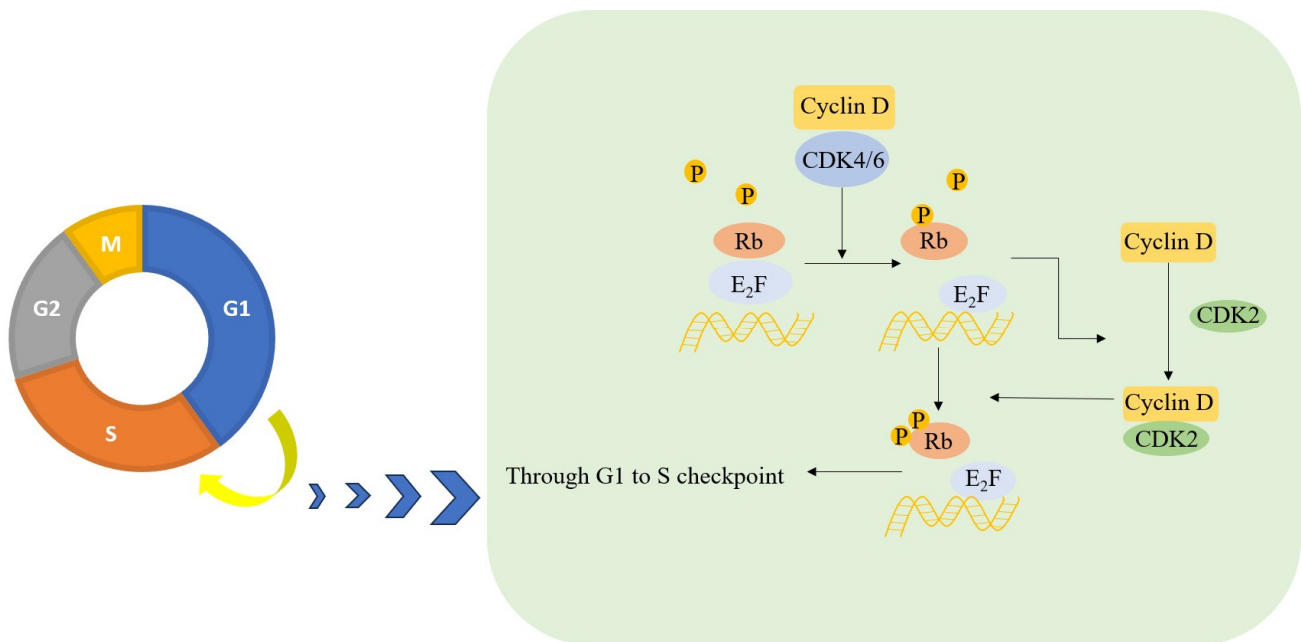 M
G2
G1
S
Cyclin D
CDK4/6
P
P
P
P
Rb
E₂F
Rb
E₂F
Cyclin D
CDK2
Cyclin D
CDK2
P
P
Rb
E₂F
Through G1 to S checkpoint